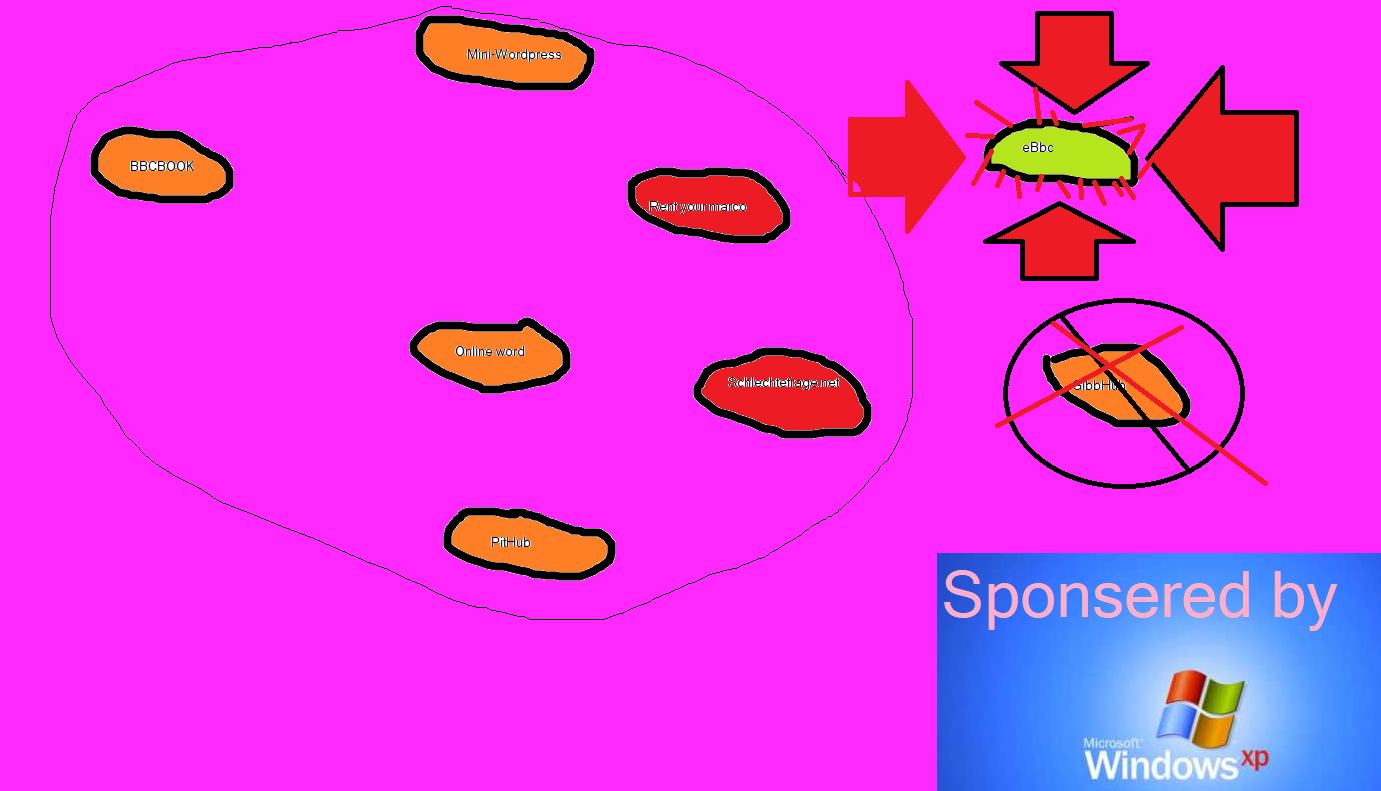 Mini-Wordpress
BBCBOOK
Rent your marco
Online word
Schlechtefrage.net
PitHub
eBbc
GibbHub
Sponsered by
Microsoft
Windows xp